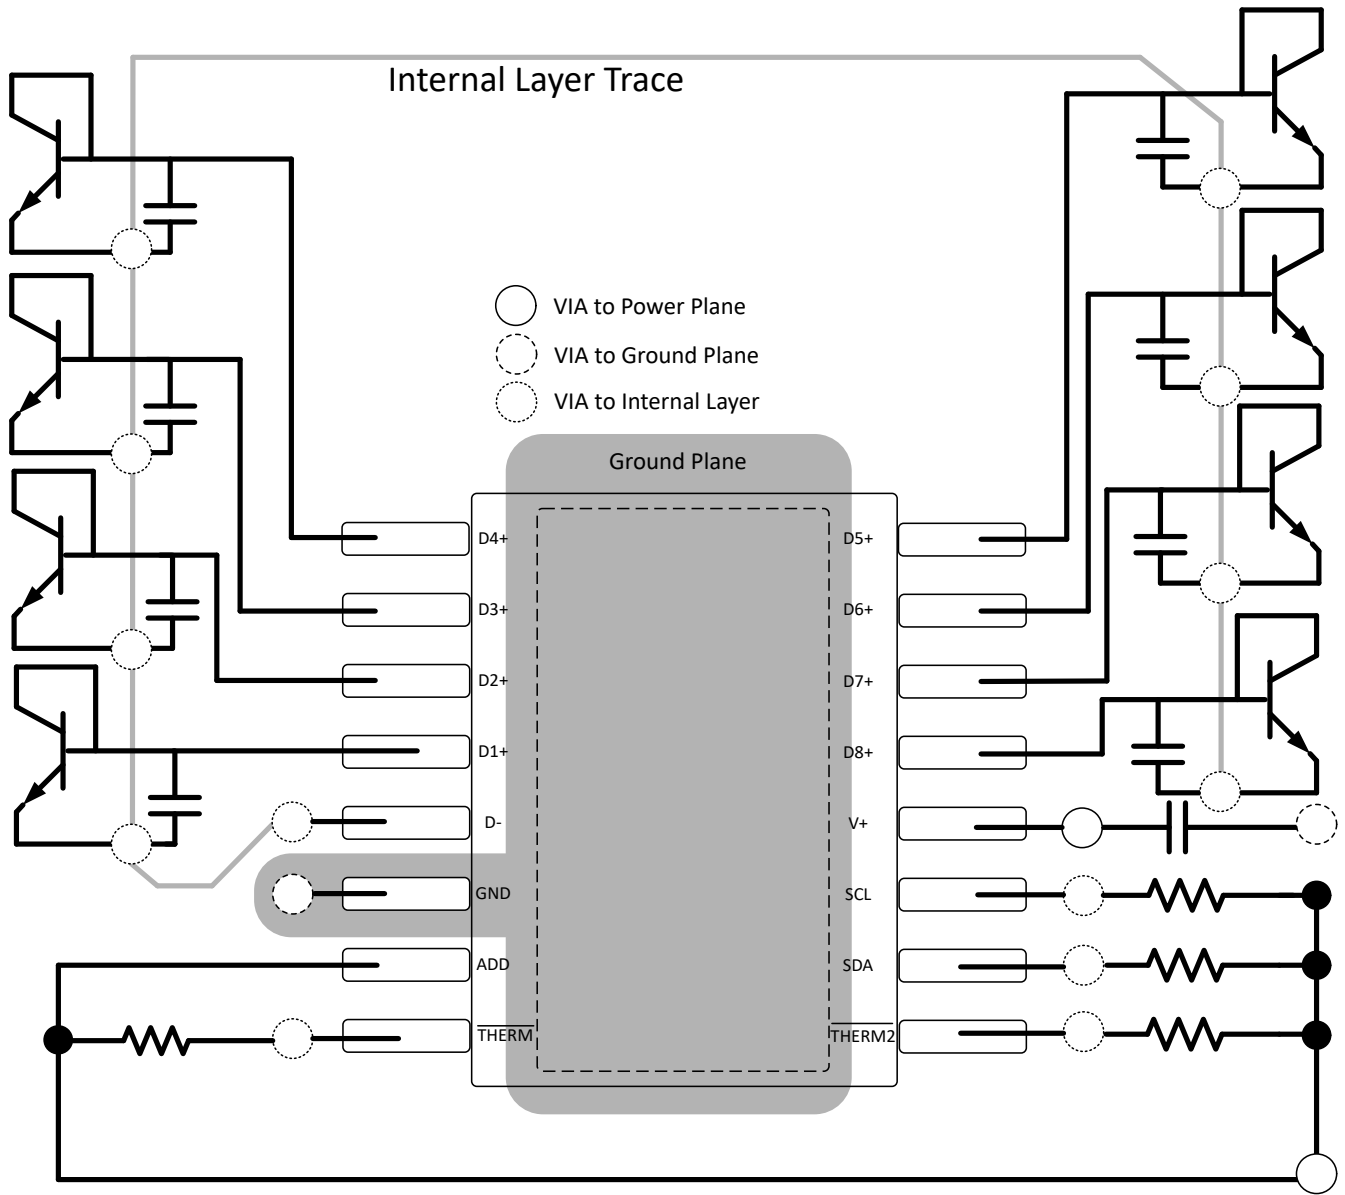 Internal Layer Trace
VIA to Power Plane
VIA to Ground Plane
VIA to Internal Layer
Ground Plane
D4+
D5+
D3+
D6+
D2+
D7+
D1+
D8+
D-
V+
GND
SCL
ADD
SDA
THERM
THERM2